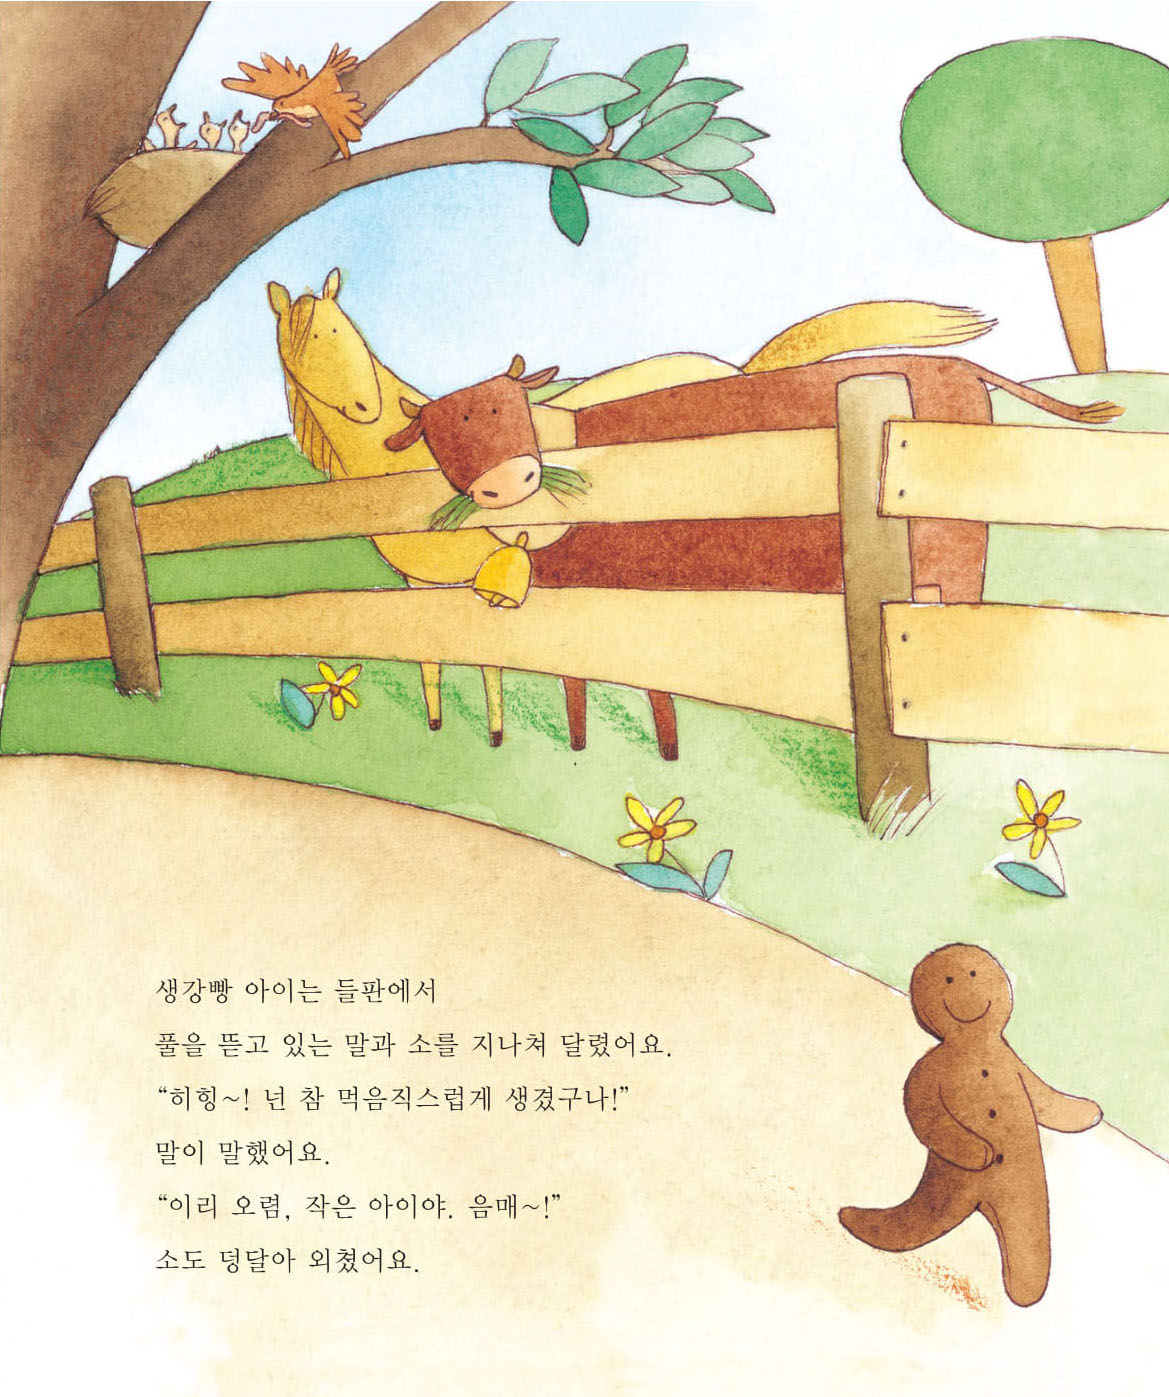 생강빵 아이는 들판에서
풀을 뜯고 있는 말과 소를 지나쳐 달렸어요.
“히힝~! 넌 참 먹음직스럽게 생겼구나!”
말이 말했어요.
“이리 오렴, 작은 아이야. 음매~!”
소도 덩달아 외쳤어요.